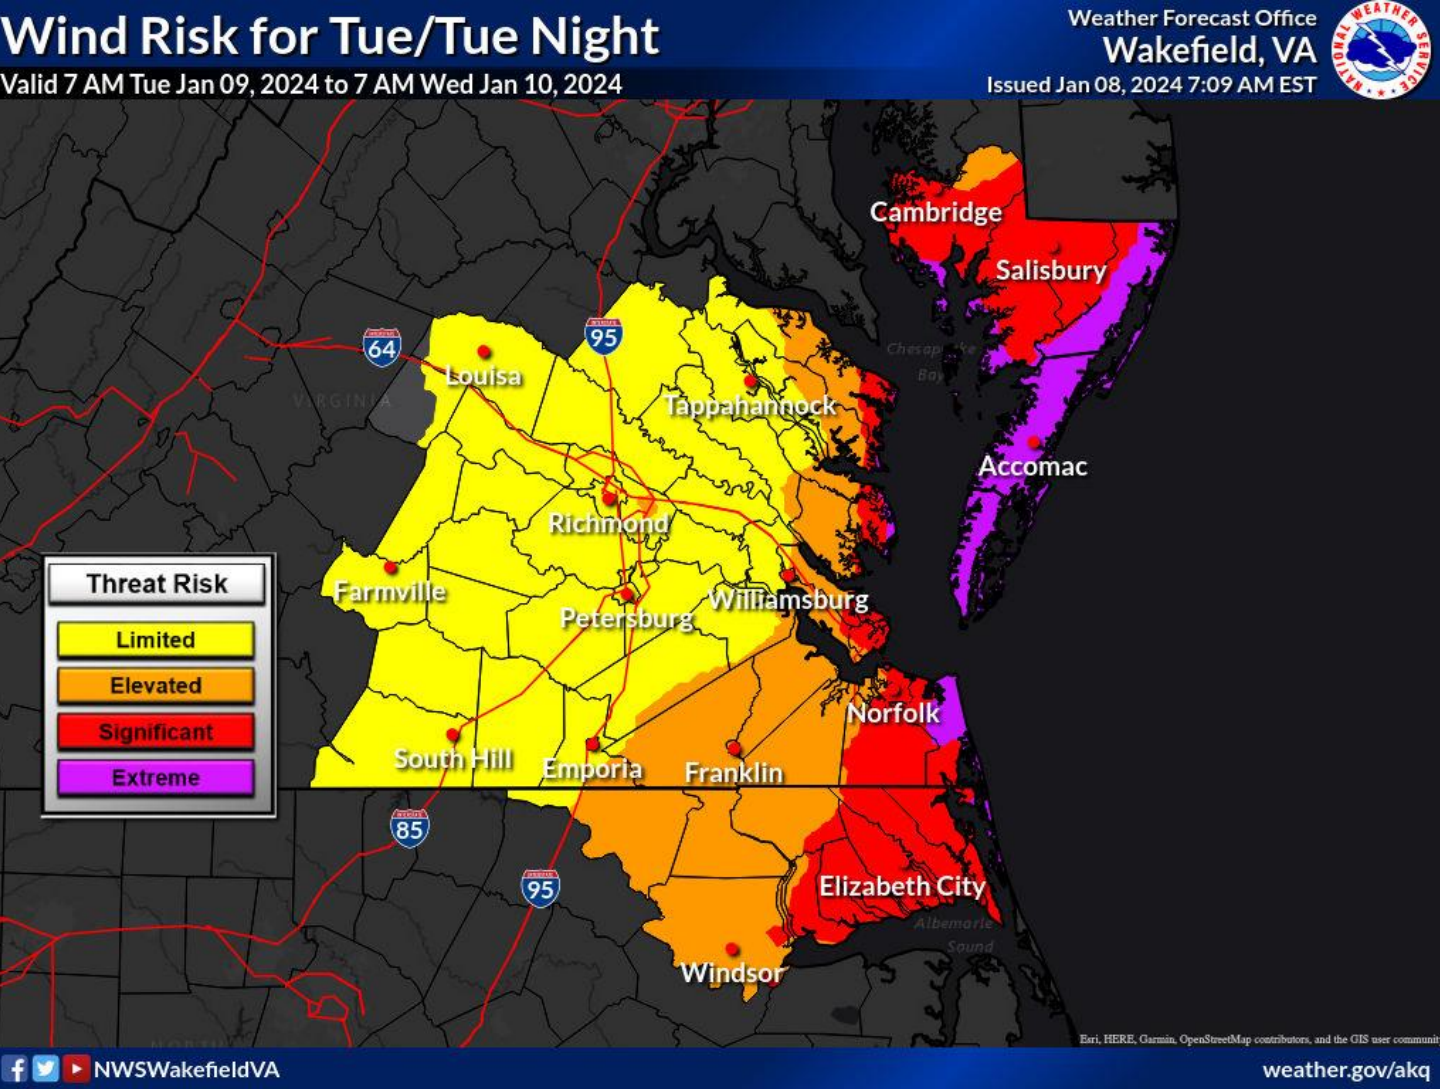 Wind Risk for Tue/Tue Night
Valid 7 AM Tue Jan 09, 2024 to 7 AM Wed Jan 10, 2024
Weather Forecast Office
Wakefield, VA
Issued Jan 08, 2024 7:09 AM EST
NATIONAL WEATHER SERVICE
Cambridge
Salisbury
64
95
Chesapeake
Bay
Louisa
VIRGINIA
Tappahannock
Accomac
Richmond
Threat Risk
Limited
Elevated
Significant
Extreme
Farmville
Williamsburg
Petersburg
Norfolk
South Hill
Emporia
Franklin
85
95
Elizabeth City
Albemarle
Sound
Windsor
Esri, HERE, Garmin, OpenStreetMap contributors, and the GIS user communit
NWSWakefieldVA
weather.gov/akq